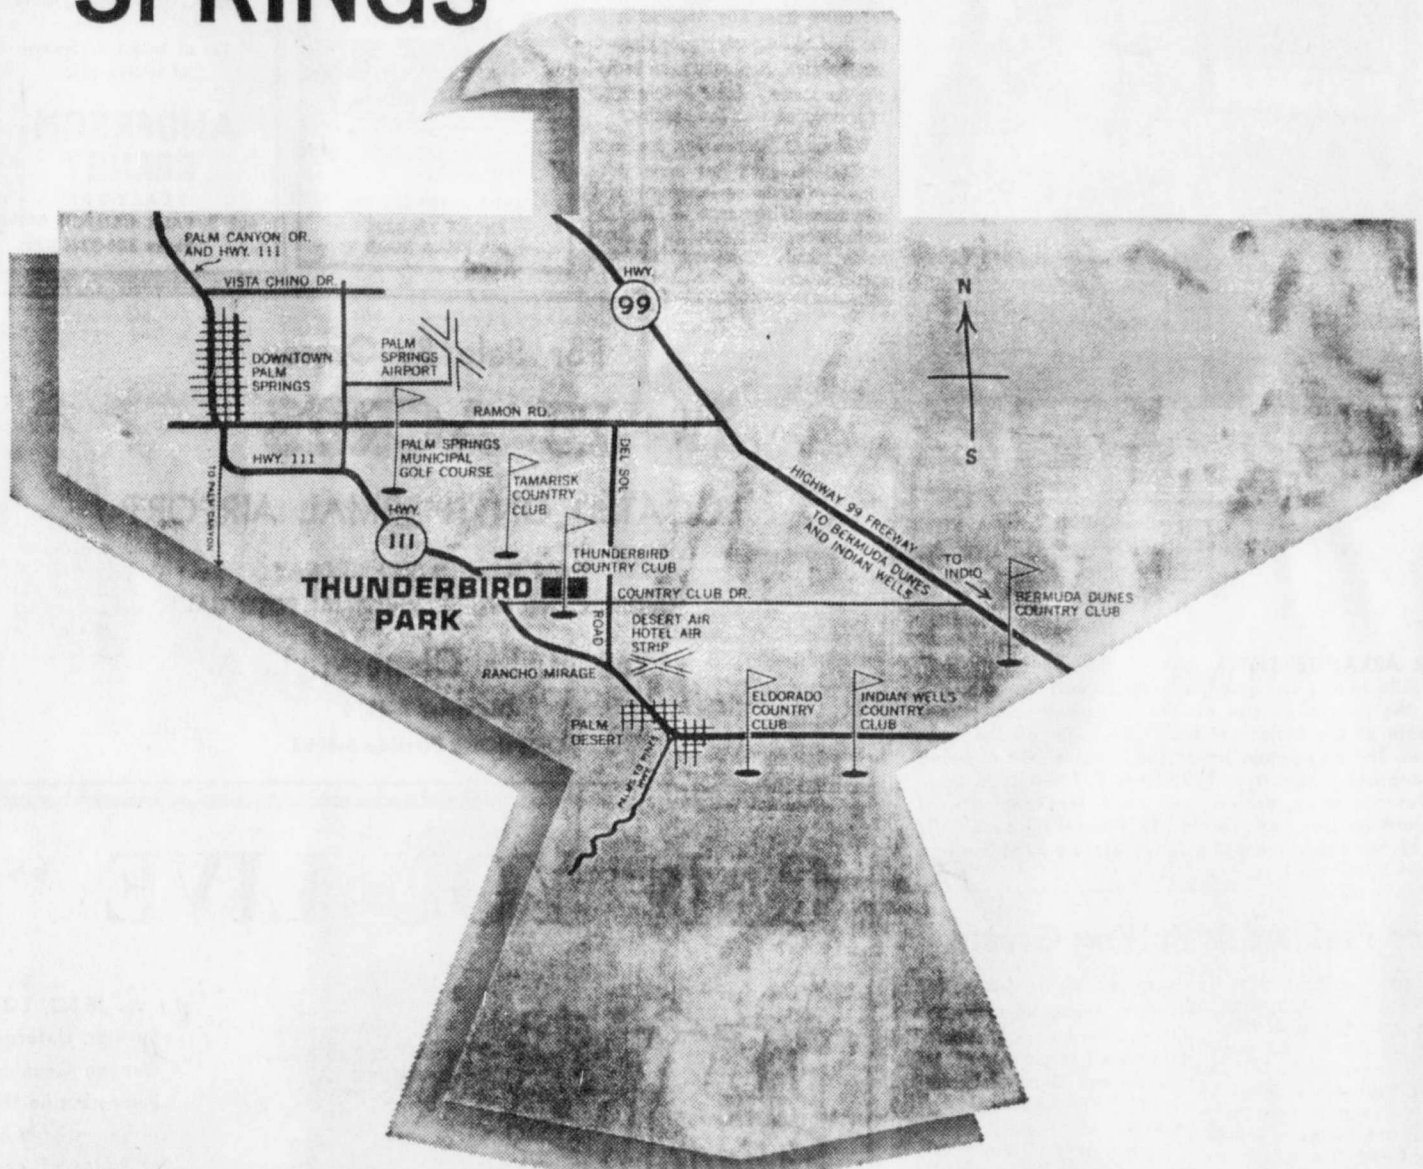 SPRINGS
PALM CANYON DR.
AND HWY. 111
VISTA CHINO DR.
HWY.
99
N
S
DOWNTOWN
PALM
SPRINGS
PALM
SPRINGS
AIRPORT
RAMON RD.
HWY. 111
TO PALM CANYON
PALM SPRINGS
MUNICIPAL
GOLF COURSE
TAMARISK
COUNTRY
CLUB
DEL SOL
ROAD
HWY.
111
HIGHWAY 99 FREEWAY
TO BERMUDA DUNES
AND INDIAN WELLS
TO
INDIO
THUNDERBIRD
COUNTRY CLUB
THUNDERBIRD
PARK
COUNTRY CLUB DR.
BERMUDA DUNES
COUNTRY CLUB
DESERT AIR
HOTEL AIR
STRIP
RANCHO MIRAGE
PALM
DESERT
ELDORADO
COUNTRY
CLUB
INDIAN WELLS
COUNTRY
CLUB
PALMS TO PINES
HWY.